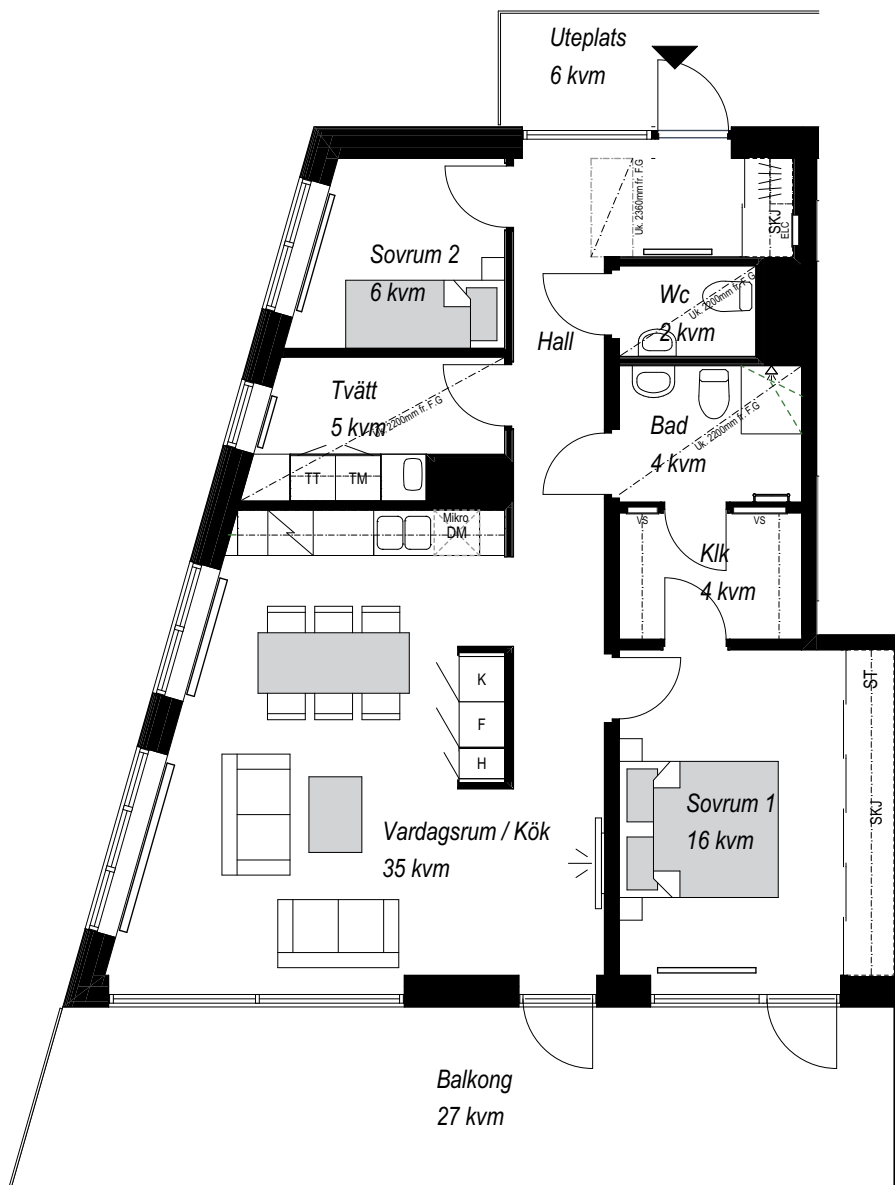 Uteplats
6 kvm
Uk. 2360mm fr. F.G
SKJ
ELC
Sovrum 2
6 kvm
Wc
2 kvm
Uk. 2200mm fr. F.G
Hall
Tvätt
5 kvm
Uk. 2200mm fr. F.G
TT
TM
Bad
4 kvm
Uk. 2200mm fr. F.G
Mikro
DM
VS
VS
Klk
4 kvm
K
F
H
ST
SKJ
Sovrum 1
16 kvm
Vardagsrum / Kök
35 kvm
Balkong
27 kvm